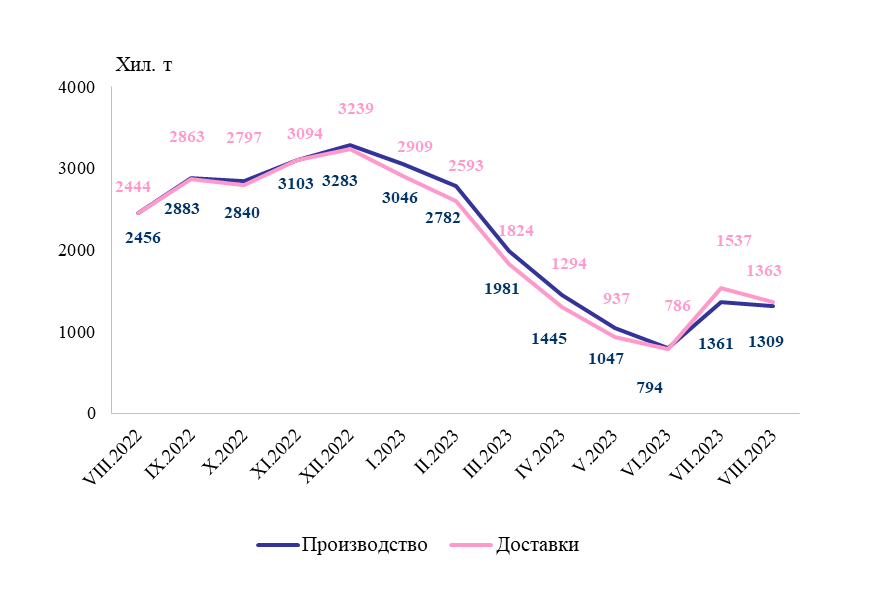 Хил. т
4000
3000
2000
1000
0
2444 2863 2797 3094 3239 2909 2593 1824 1294 937 786 1537 1363
2456 2883 2840 3103 3283 3046 2782 1981 1445 1047 794 1361 1309
VIII.2022 IX.2022 X.2022 XI.2022 XII.2022 I.2023 II.2023 III.2023 IV.2023 V.2023 VI.2023 VII.2023 VIII.2023
Производство Доставки